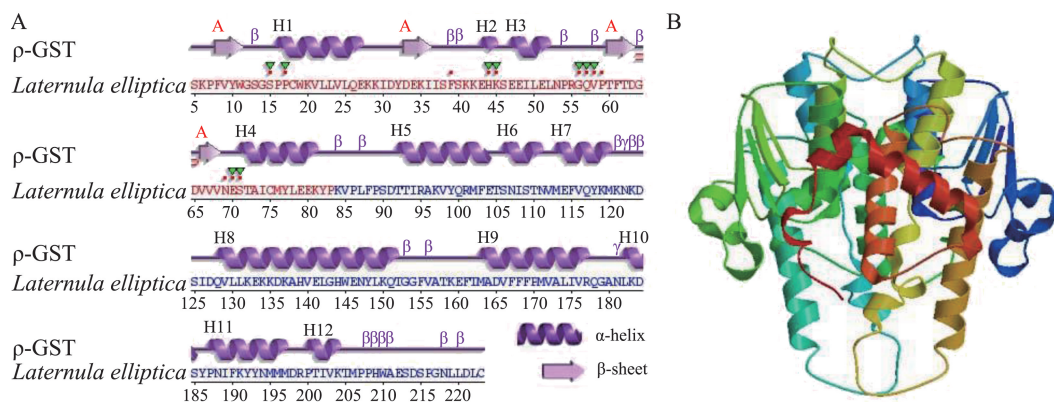 A
B
A β H1 A ββ H2 H3 β β A
ρ-GST
Laternula elliptica SKPFVYWGSGSPPCWKVLLVLQEKKIDYDEKIISFSKKEHKSEEILELNPRGQVPTFTDG
5 10 15 20 25 30 35 40 45 50 55 60
A H4 β β H5 H6 H7 βγββ
ρ-GST
Laternula elliptica DVVVNESTAICMYLEEKYPKVPLFPSDTTIRAKVYQRMFETSNISTNVMEFVQYKMKNKD
65 70 75 80 85 90 95 100 105 110 115 120
H8 β β H9 γ H10
ρ-GST
Laternula elliptica SIDQVLLKEKKDKAHVELGHWENYLKQTGGFVATKEFTMADVFFFPMVALIVRQGANLKD
125 130 135 140 145 150 155 160 165 170 175 180
H11 H12 ββββ β β
ρ-GST
Laternula elliptica SYPNIFKYYNMMMDRPTIVKTMPPHWAESDSPGNLLDLC
185 190 195 200 205 210 215 220
α-helix
β-sheet